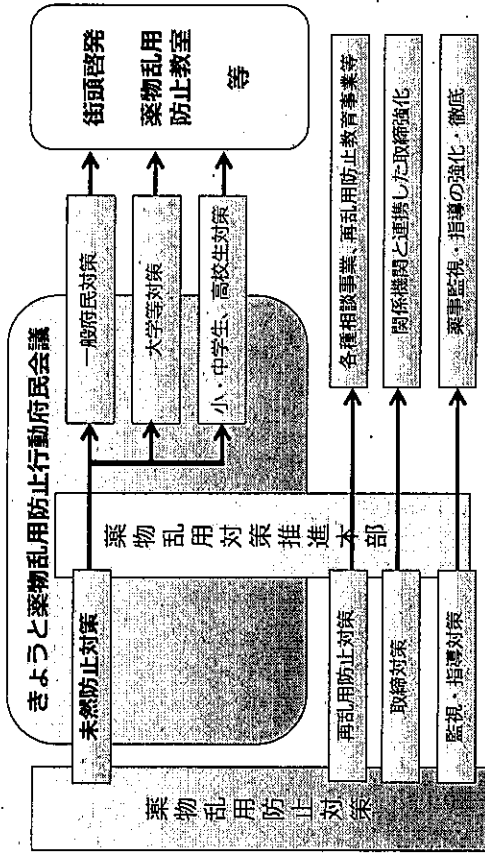 きょうと薬物乱用防止行動府民会議
薬物乱用防止対策
薬物乱用対策推進本部
未然防止対策
一般府民対策
大学等対策
小・中学生、高校生対策
街頭啓発
薬物乱用
防止教室
等
再乱用防止対策
各種相談事業、再乱用防止教育事業等
取締対策
関係機関と連携した取締強化
監視・指導対策
薬事監視・指導の強化・徹底